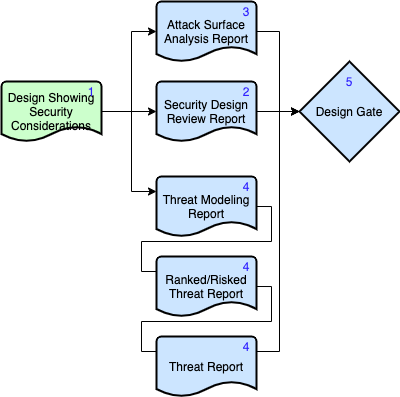 3
Attack Surface
Analysis Report
1
Design Showing
Security
Considerations
2
Security Design
Review Report
5
Design Gate
4
Threat Modeling
Report
4
Ranked/Risked
Threat Report
4
Threat Report